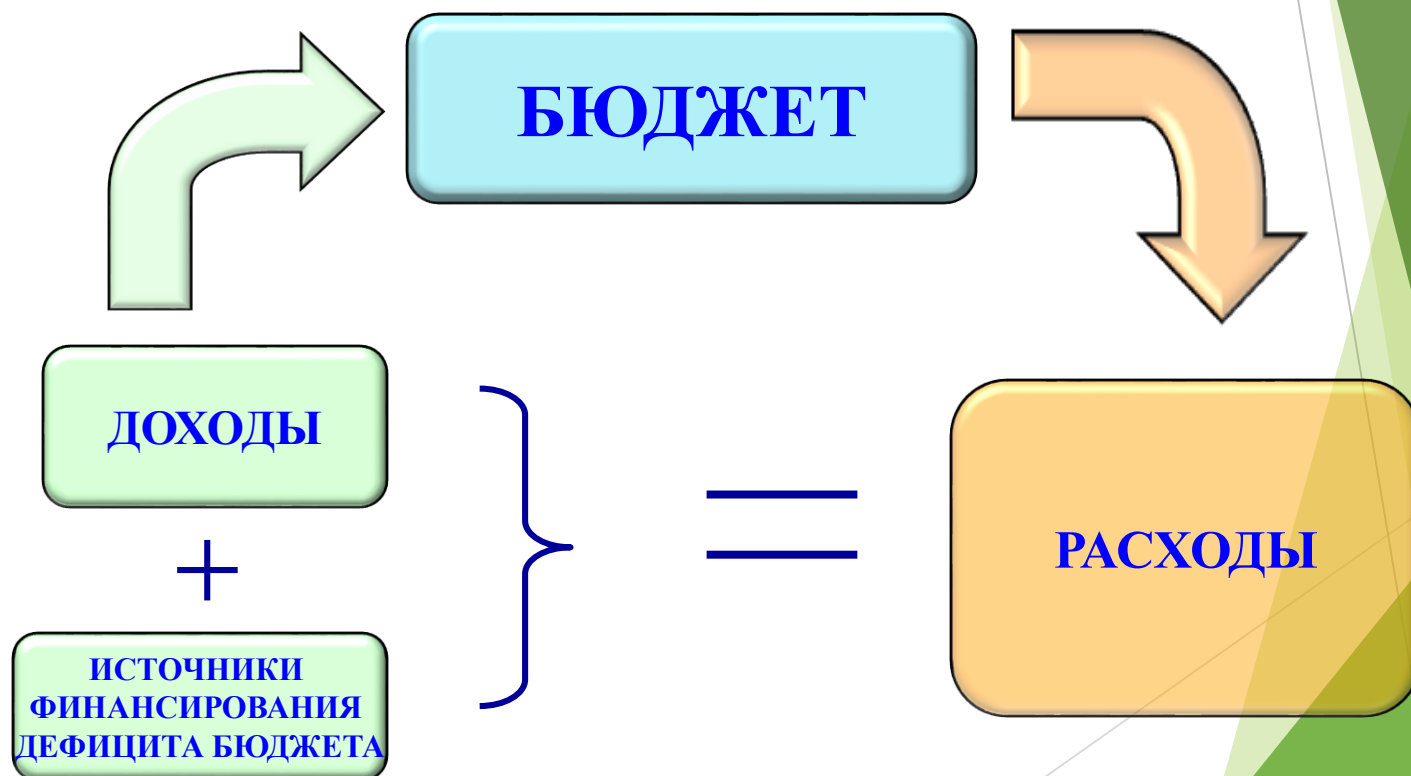 БЮДЖЕТ
ДОХОДЫ
+
ИСТОЧНИКИ
ФИНАНСИРОВАНИЯ
ДЕФИЦИТА БЮДЖЕТА
=
РАСХОДЫ